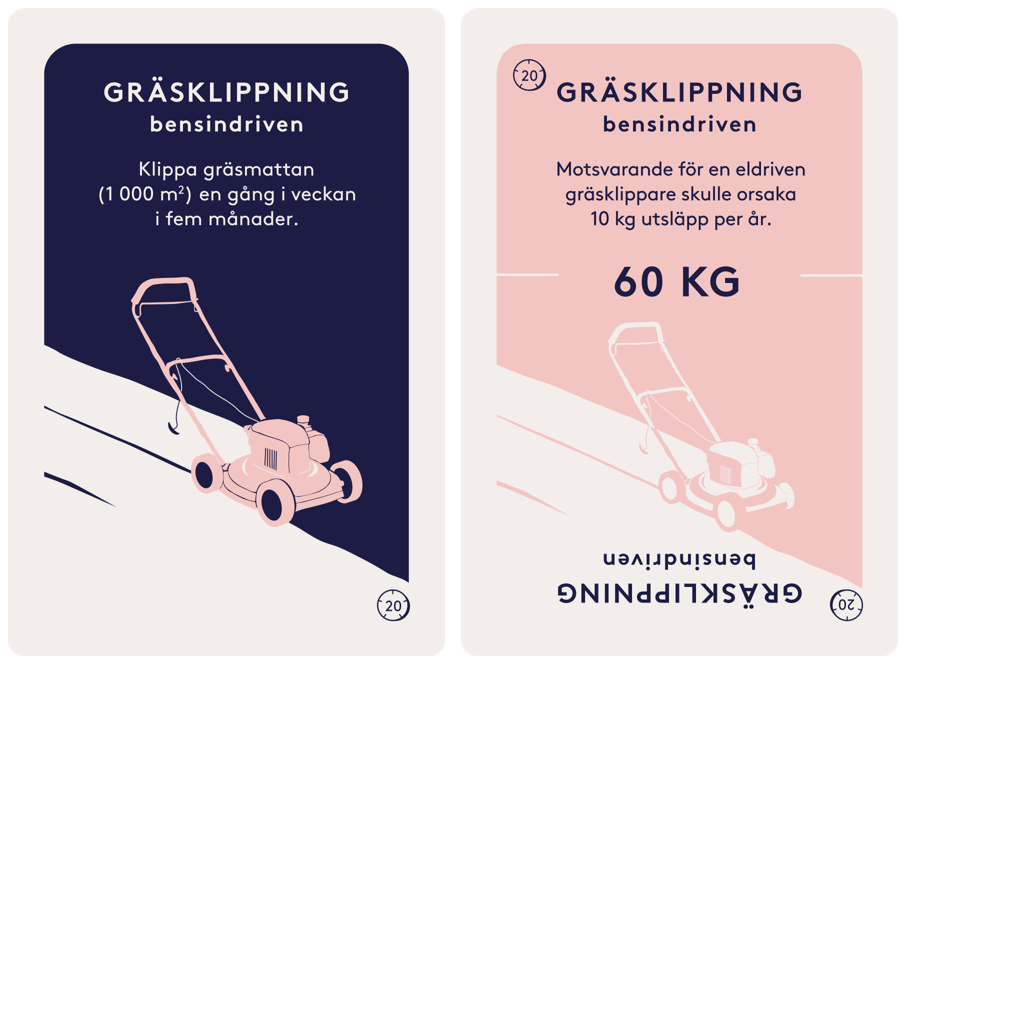 GRÄSKLIPPNING
bensindriven
Klippa gräsmattan
(1 000 m²) en gång i veckan
i fem månader.
20
20
GRÄSKLIPPNING
bensindriven
Motsvarande för en eldriven
gräsklippare skulle orsaka
10 kg utsläpp per år.
60 KG
bensindriven
GRÄSKLIPPNING
20